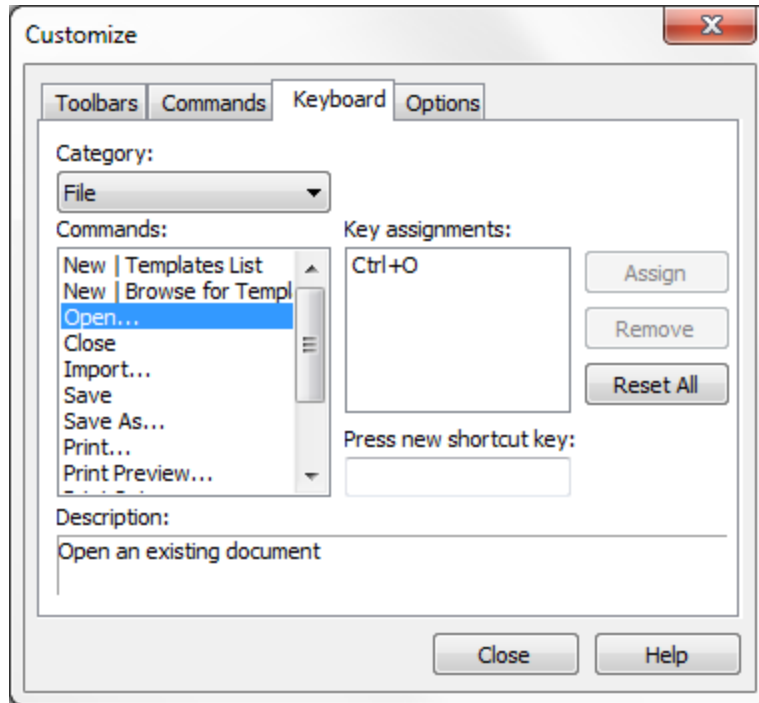 Customize
Toolbars Commands Keyboard Options
Category:
File
Commands:
New | Templates List
New | Browse for Templ
Open...
Close
Import...
Save
Save As...
Print...
Print Preview...
Key assignments:
Ctrl+O
Assign
Remove
Reset All
Press new shortcut key:
Description:
Open an existing document
Close Help